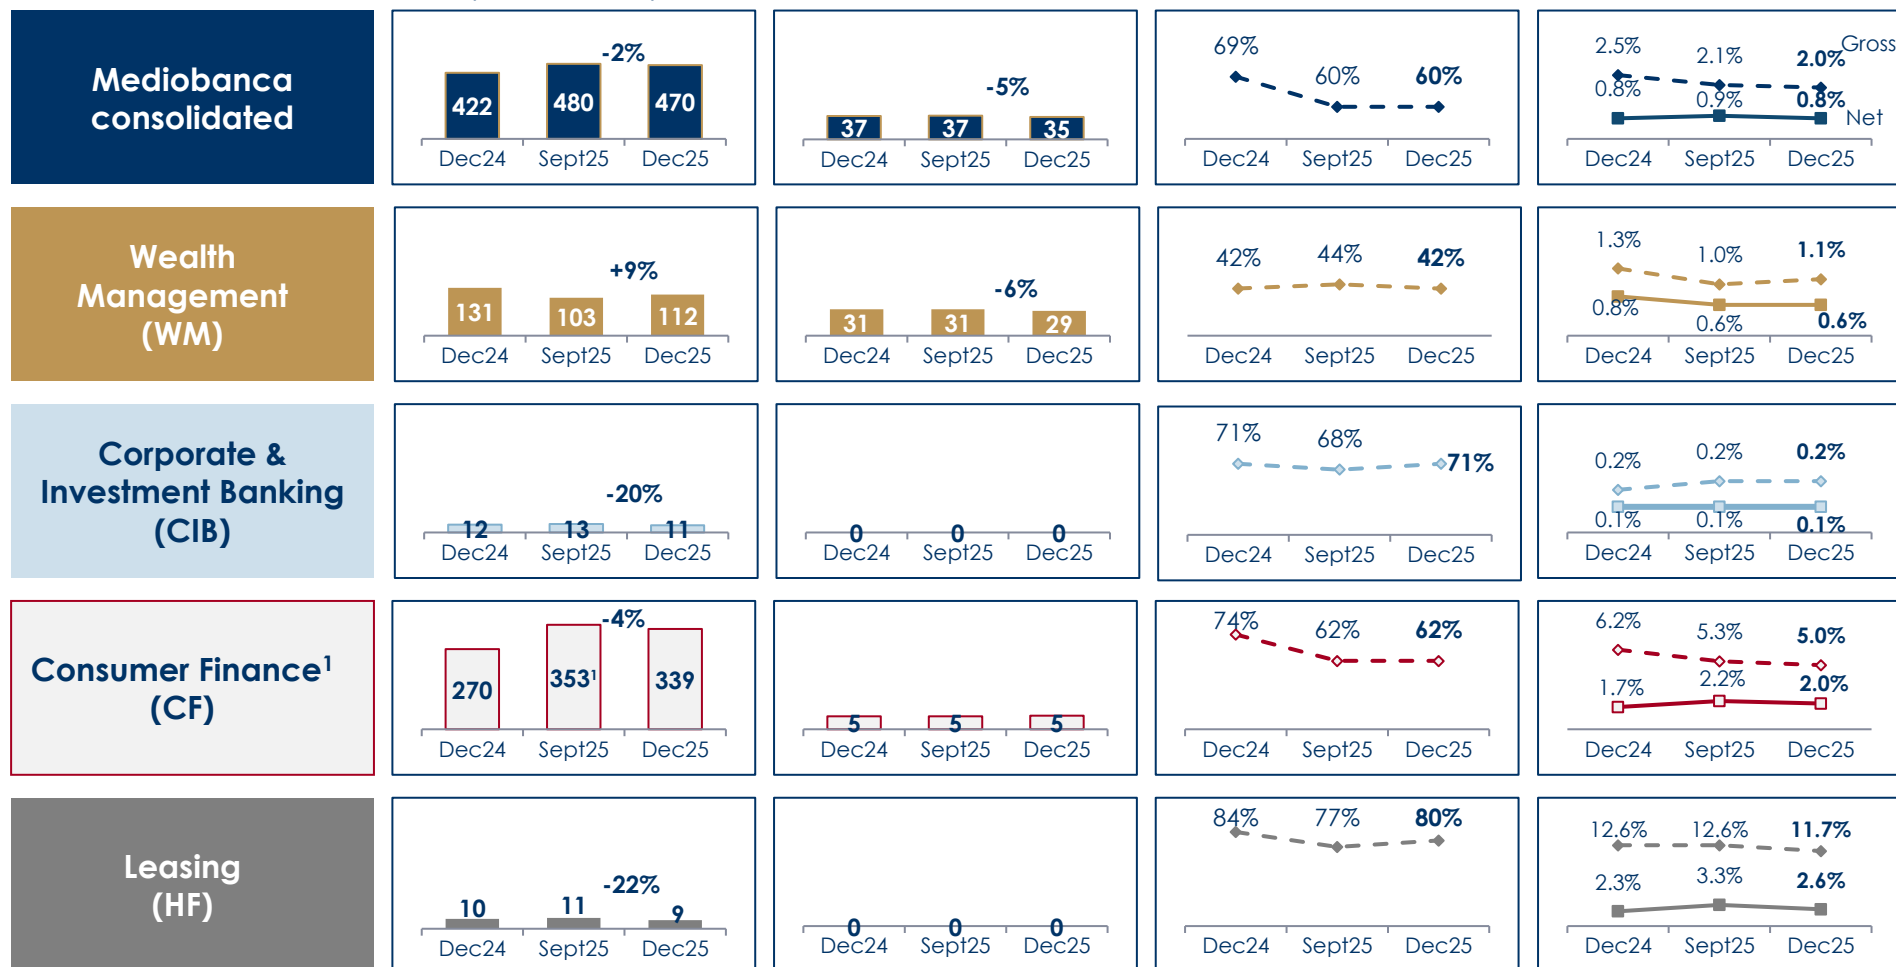 Mediobanca
consolidated
-2%
422 480 470
Dec24 Sept25 Dec25
-5%
37 37 35
Dec24 Sept25 Dec25
69% 60% 60%
Dec24 Sept25 Dec25
2.5% 2.1% 2.0% Gross
0.8% 0.9% 0.8% Net
Dec24 Sept25 Dec25
Wealth
Management
(WM)
+9%
131 103 112
Dec24 Sept25 Dec25
-6%
31 31 29
Dec24 Sept25 Dec25
42% 44% 42%
Dec24 Sept25 Dec25
1.3% 1.0% 1.1%
0.8% 0.6% 0.6%
Dec24 Sept25 Dec25
Corporate &
Investment Banking
(CIB)
-20%
12 13 11
Dec24 Sept25 Dec25
0 0 0
Dec24 Sept25 Dec25
71% 68% 71%
Dec24 Sept25 Dec25
0.2% 0.2% 0.2%
0.1% 0.1% 0.1%
Dec24 Sept25 Dec25
Consumer Finance¹
(CF)
-4%
270 353¹ 339
Dec24 Sept25 Dec25
5 5 5
Dec24 Sept25 Dec25
74% 62% 62%
Dec24 Sept25 Dec25
6.2% 5.3% 5.0%
1.7% 2.2% 2.0%
Dec24 Sept25 Dec25
Leasing
(HF)
-22%
10 11 9
Dec24 Sept25 Dec25
0 0 0
Dec24 Sept25 Dec25
84% 77% 80%
Dec24 Sept25 Dec25
12.6% 12.6% 11.7%
2.3% 3.3% 2.6%
Dec24 Sept25 Dec25